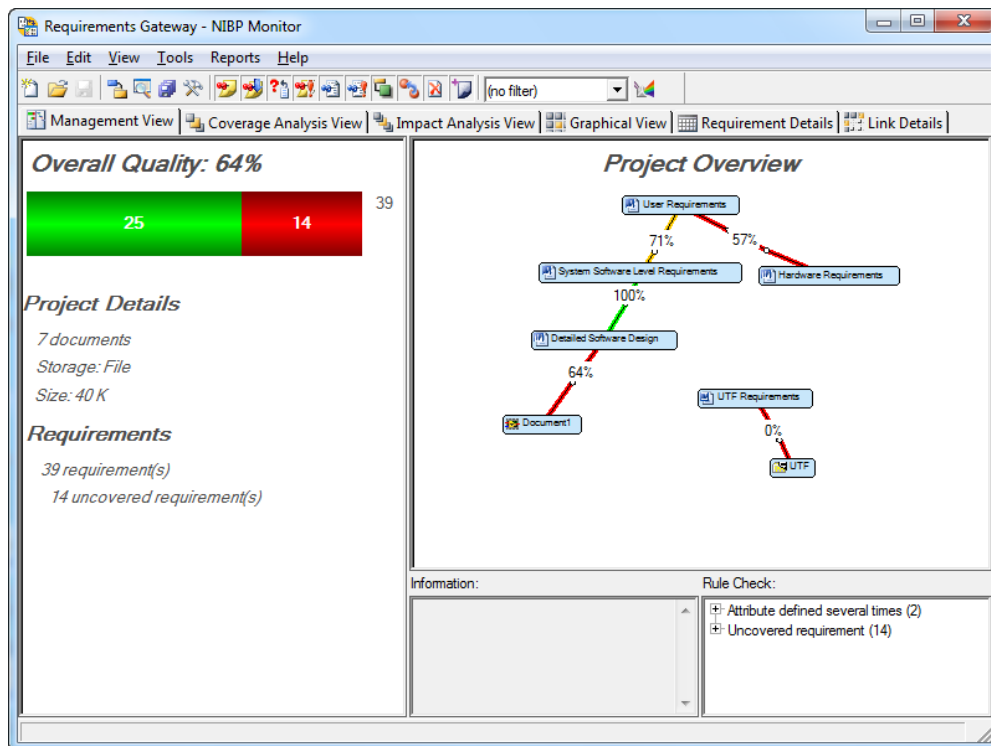 Requirements Gateway - NIBP Monitor
File Edit View Tools Reports Help
(no filter)
Management View Coverage Analysis View Impact Analysis View Graphical View Requirement Details Link Details
Overall Quality: 64%
25
14
39
Project Details
7 documents
Storage: File
Size: 40 K
Requirements
39 requirement(s)
14 uncovered requirement(s)
Project Overview
User Requirements
71%
57%
System Software Level Requirements
Hardware Requirements
100%
Detailed Software Design
64%
UTF Requirements
Document1
0%
UTF
Information:
Rule Check:
Attribute defined several times (2)
Uncovered requirement (14)